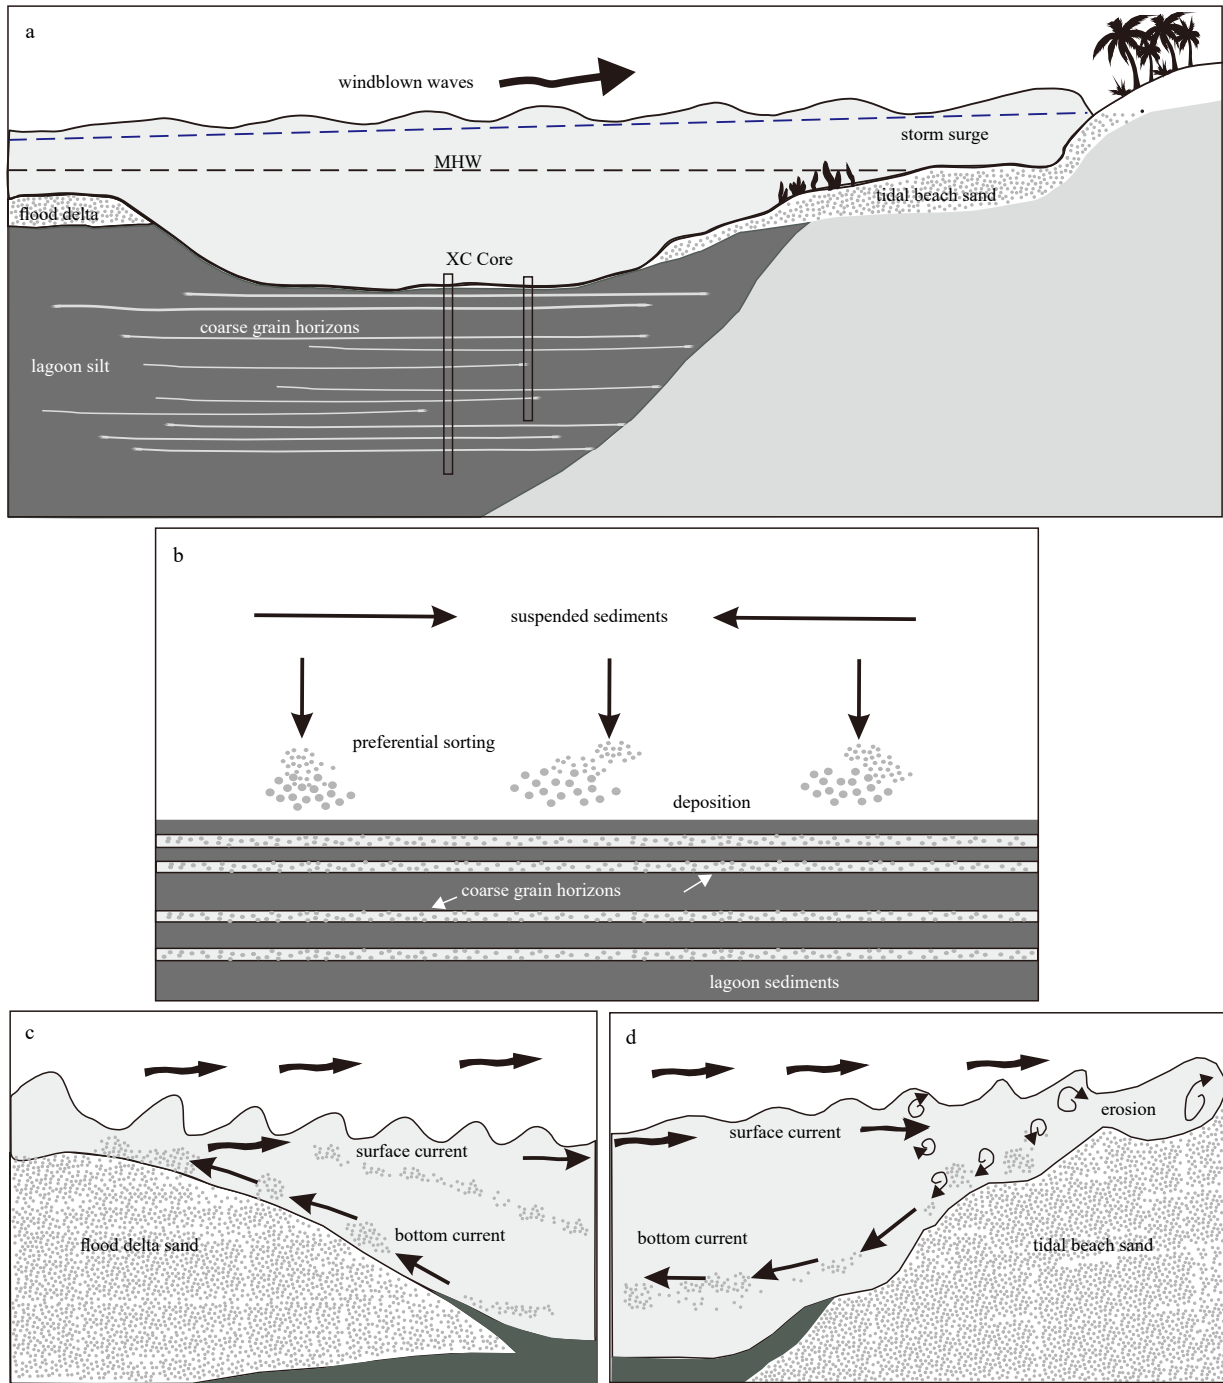 a
windblown waves
storm surge
MHW
tidal beach sand
flood delta
XC Core
coarse grain horizons
lagoon silt
b
suspended sediments
preferential sorting
deposition
coarse grain horizons
lagoon sediments
c
surface current
bottom current
flood delta sand
d
erosion
surface current
bottom current
tidal beach sand